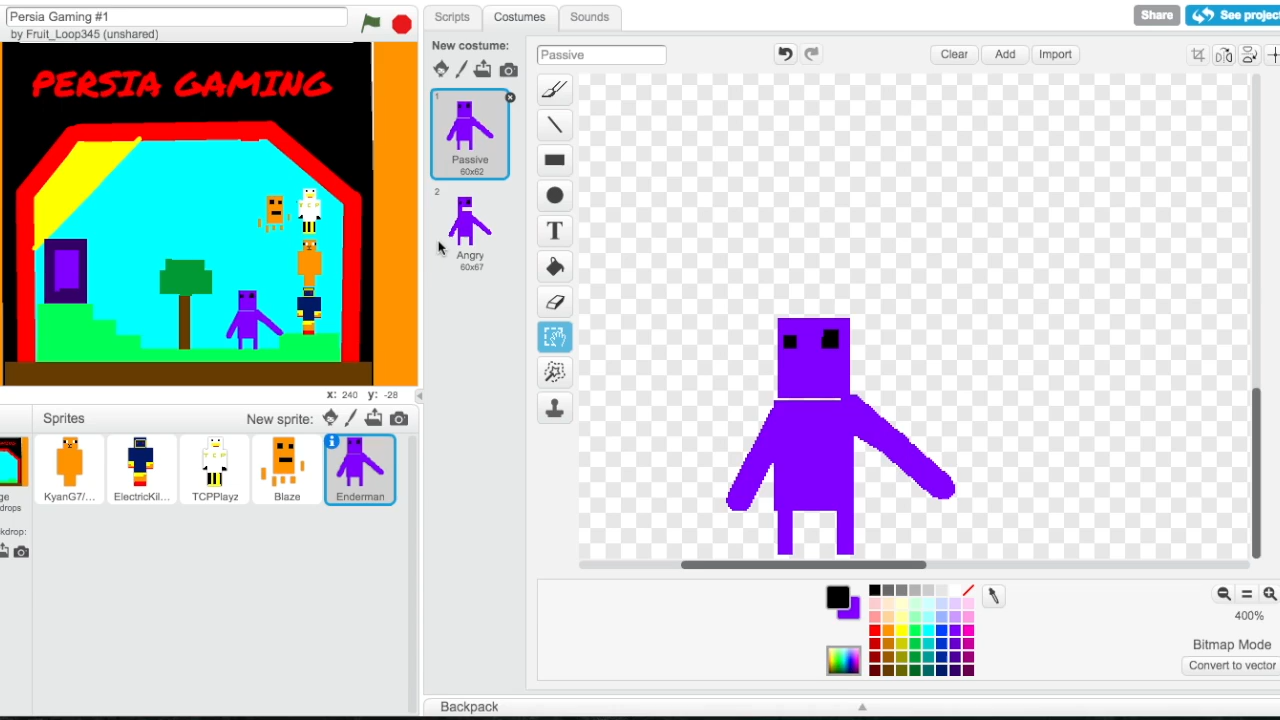 Persia Gaming #1
by Fruit_Loop345 (unshared)
PERSIA GAMING
x: 240 y: -28
Scripts
Costumes
Sounds
Share
See project
New costume:
1
Passive
60x62
2
Angry
60x67
Passive
Clear
Add
Import
T
400%
Bitmap Mode
Convert to vector
Sprites
New sprite:
KyanG7/...
ElectricKil...
TCPPlayz
Blaze
Enderman
Backpack